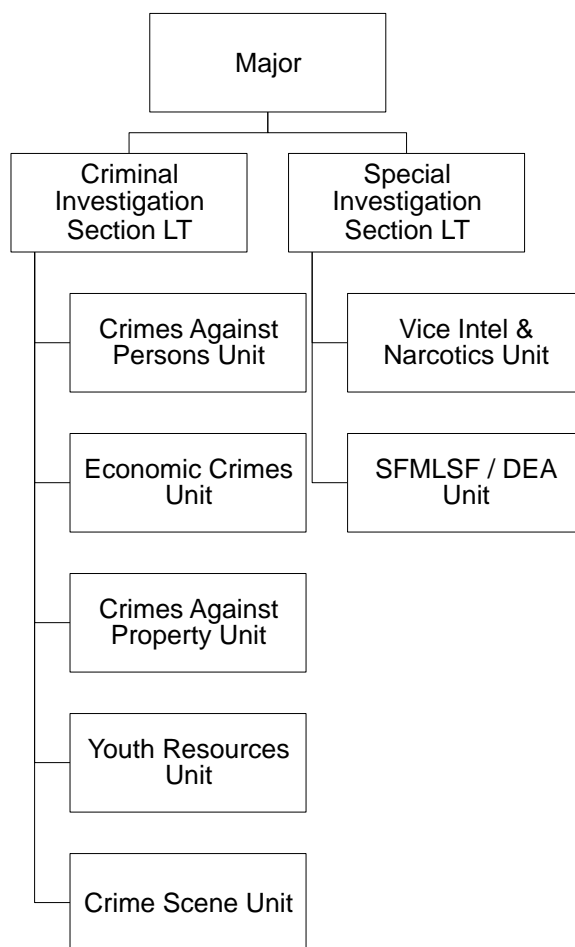 Major
Criminal
Investigation
Section LT
Special
Investigation
Section LT
Crimes Against
Persons Unit
Vice Intel &
Narcotics Unit
Economic Crimes
Unit
SFMLSF / DEA
Unit
Crimes Against
Property Unit
Youth Resources
Unit
Crime Scene Unit